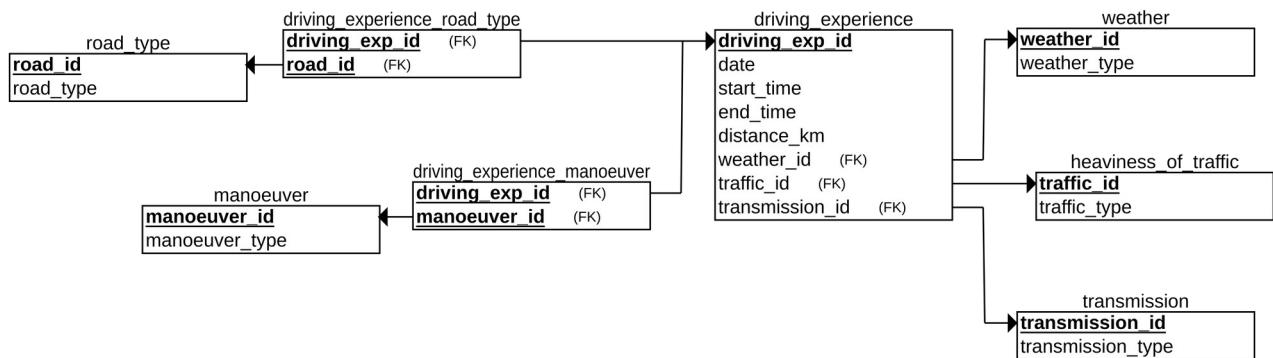 road_type
road_id
road_type
driving_experience_road_type
driving_exp_id (FK)
road_id (FK)
manoeuver
manoeuver_id
manoeuver_type
driving_experience_manoeuver
driving_exp_id (FK)
manoeuver_id (FK)
driving_experience
driving_exp_id
date
start_time
end_time
distance_km
weather_id (FK)
traffic_id (FK)
transmission_id (FK)
weather
weather_id
weather_type
heaviness_of_traffic
traffic_id
traffic_type
transmission
transmission_id
transmission_type